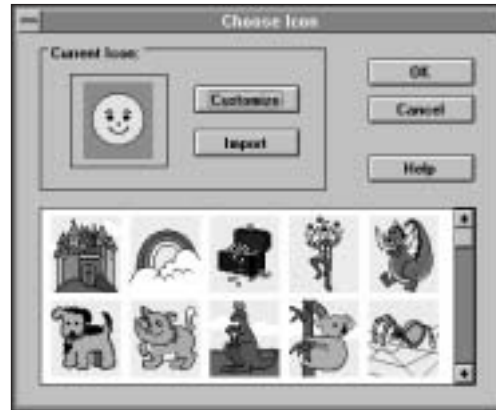 Choose Icon
Current Icon:
Customize
Import
OK
Cancel
Help